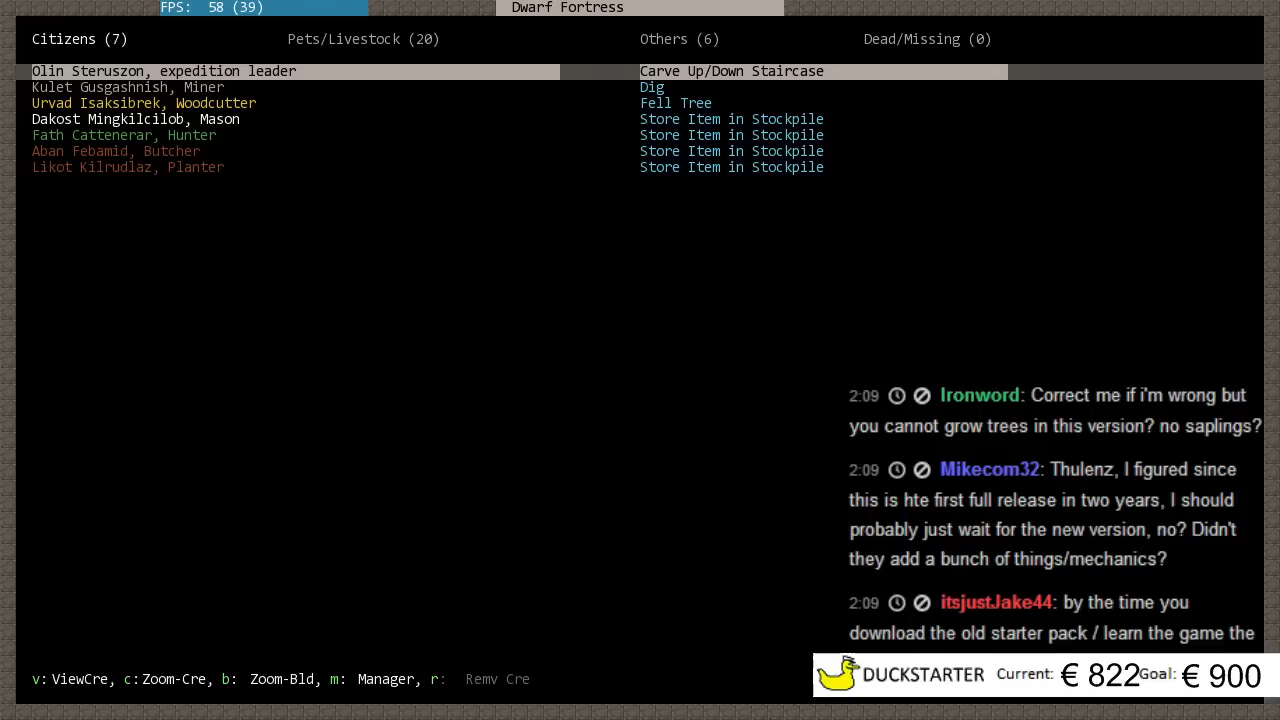 FPS: 58 (39) Dwarf Fortress
Citizens (7) Pets/Livestock (20) Others (6) Dead/Missing (0)
Olin Steruszon, expedition leader Carve Up/Down Staircase
Kulet Gusgashnish, Miner Dig
Urvad Isaksibrek, Woodcutter Fell Tree
Dakost Mingkilcilob, Mason Store Item in Stockpile
Fath Cattenerar, Hunter Store Item in Stockpile
Aban Febamid, Butcher Store Item in Stockpile
Likot Kilrudlaz, Planter Store Item in Stockpile
2:09 Ironword: Correct me if i'm wrong but
you cannot grow trees in this version? no saplings?
2:09 Mikecom32: Thulenz, I figured since
this is hte first full release in two years, I should
probably just wait for the new version, no? Didn't
they add a bunch of things/mechanics?
2:09 itsjustJake44: by the time you
download the old starter pack / learn the game the
v: ViewCre, c: Zoom-Cre, b: Zoom-Bld, m: Manager, r: Remv Cre
DUCKSTARTER Current: € 822 Goal: € 900